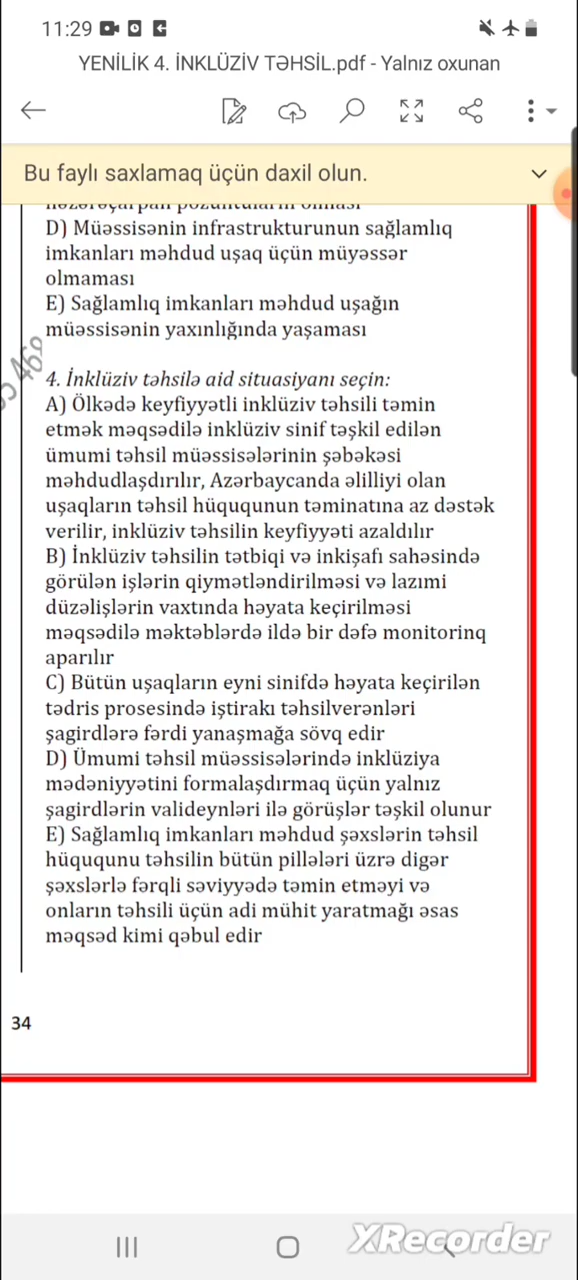 11:29
YENİLİK 4. İNKLÜZİV TƏHSİL.pdf - Yalnız oxunan
Bu faylı saxlamaq üçün daxil olun.
D) Müəssisənin infrastrukturunun sağlamlıq
imkanları məhdud uşaq üçün müyəssər
olmaması
E) Sağlamlıq imkanları məhdud uşağın
müəssisənin yaxınlığında yaşaması
4. İnklüziv təhsilə aid situasiyanı seçin:
A) Ölkədə keyfiyyətli inklüziv təhsili təmin
etmək məqsədilə inklüziv sinif təşkil edilən
ümumi təhsil müəssisələrinin şəbəkəsi
məhdudlaşdırılır, Azərbaycanda əlilliyi olan
uşaqların təhsil hüququnun təminatına az dəstək
verilir, inklüziv təhsilin keyfiyyəti azaldılır
B) İnklüziv təhsilin tətbiqi və inkişafı sahəsində
görülən işlərin qiymətləndirilməsi və lazımi
düzəlişlərin vaxtında həyata keçirilməsi
məqsədilə məktəblərdə ildə bir dəfə monitorinq
aparılır
C) Bütün uşaqların eyni sinifdə həyata keçirilən
tədris prosesində iştirakı təhsilverənləri
şagirdlərə fərdi yanaşmağa sövq edir
D) Ümumi təhsil müəssisələrində inklüziya
mədəniyyətini formalaşdırmaq üçün yalnız
şagirdlərin valideynləri ilə görüşlər təşkil olunur
E) Sağlamlıq imkanları məhdud şəxslərin təhsil
hüququnu təhsilin bütün pillələri üzrə digər
şəxslərlə fərqli səviyyədə təmin etməyi və
onların təhsili üçün adi mühit yaratmağı əsas
məqsəd kimi qəbul edir
34
XRecorder